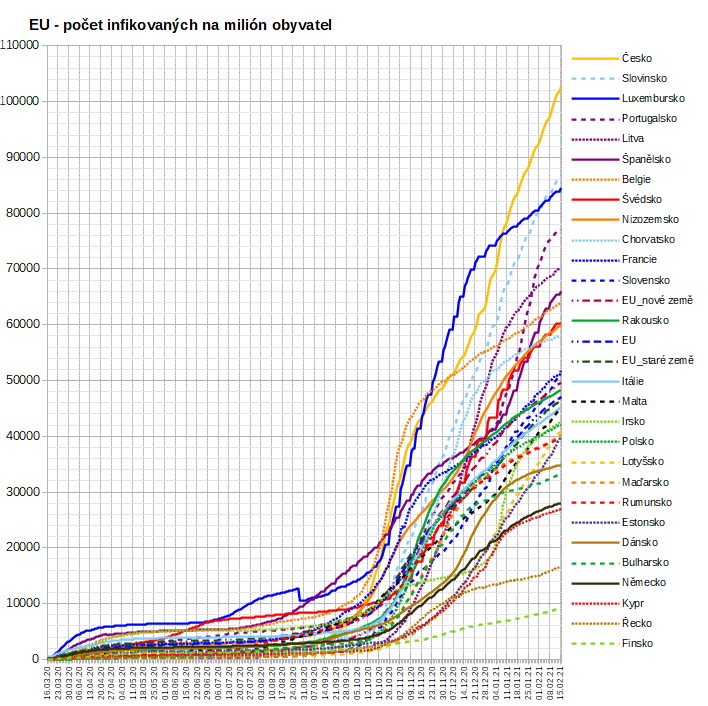 EU - počet infikovaných na milión obyvatel
110000
100000
90000
80000
70000
60000
50000
40000
30000
20000
10000
0
Česko
Slovinsko
Luxembursko
Portugalsko
Litva
Španělsko
Belgie
Švédsko
Nizozemsko
Chorvatsko
Francie
Slovensko
EU_nové země
Rakousko
EU
EU_staré země
Itálie
Malta
Irsko
Polsko
Lotyšsko
Maďarsko
Rumunsko
Estonsko
Dánsko
Bulharsko
Německo
Kypr
Řecko
Finsko
16.03.20
23.03.20
30.03.20
06.04.20
13.04.20
20.04.20
27.04.20
04.05.20
11.05.20
18.05.20
25.05.20
01.06.20
08.06.20
15.06.20
22.06.20
29.06.20
06.07.20
13.07.20
20.07.20
27.07.20
03.08.20
10.08.20
17.08.20
24.08.20
31.08.20
07.09.20
14.09.20
21.09.20
28.09.20
05.10.20
12.10.20
19.10.20
26.10.20
02.11.20
09.11.20
16.11.20
23.11.20
30.11.20
07.12.20
14.12.20
21.12.20
28.12.20
04.01.21
11.01.21
18.01.21
25.01.21
01.02.21
08.02.21
15.02.21